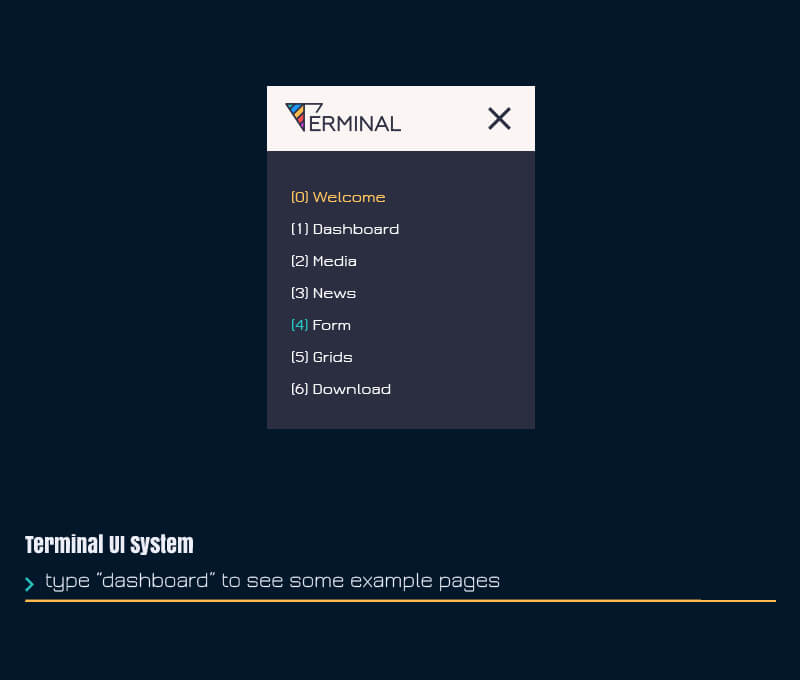 TERMINAL
(0) Welcome
(1) Dashboard
(2) Media
(3) News
(4) Form
(5) Grids
(6) Download
Terminal UI System
type "dashboard" to see some example pages